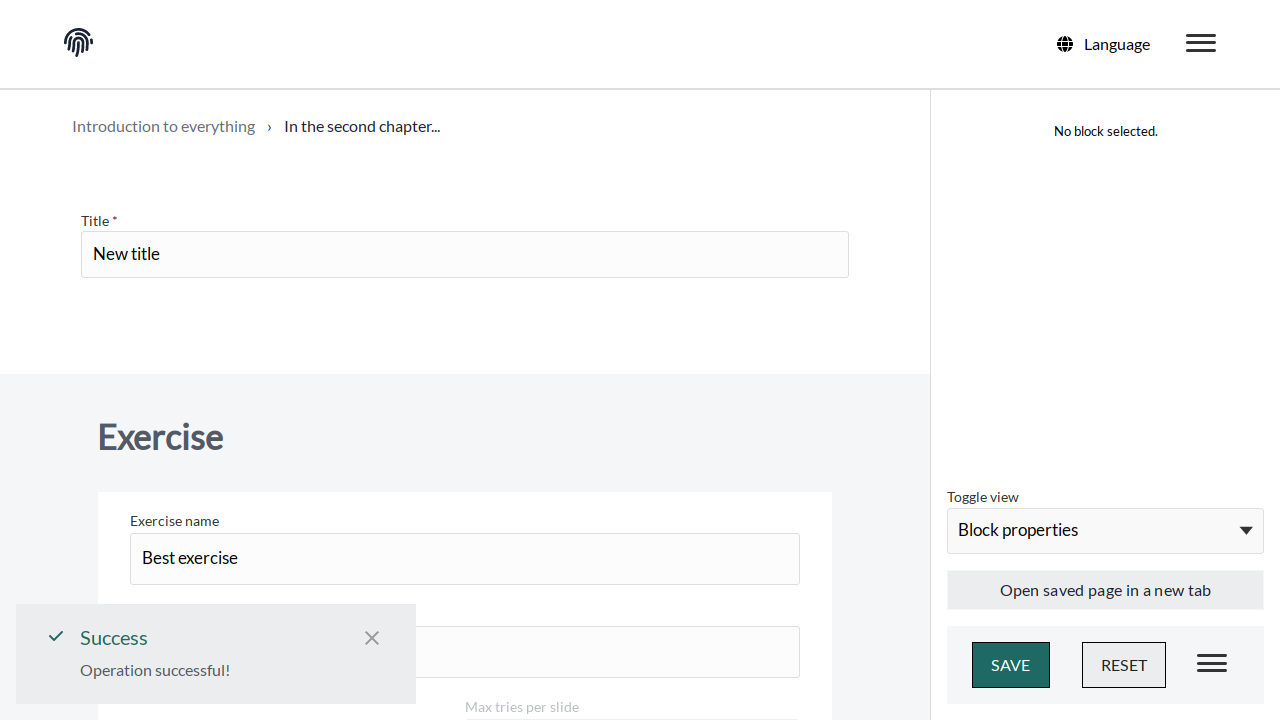 Language
Introduction to everything › In the second chapter...
No block selected.
Title *
New title
Exercise
Exercise name
Best exercise
Success
Operation successful!
Max tries per slide
Toggle view
Block properties
Open saved page in a new tab
SAVE
RESET